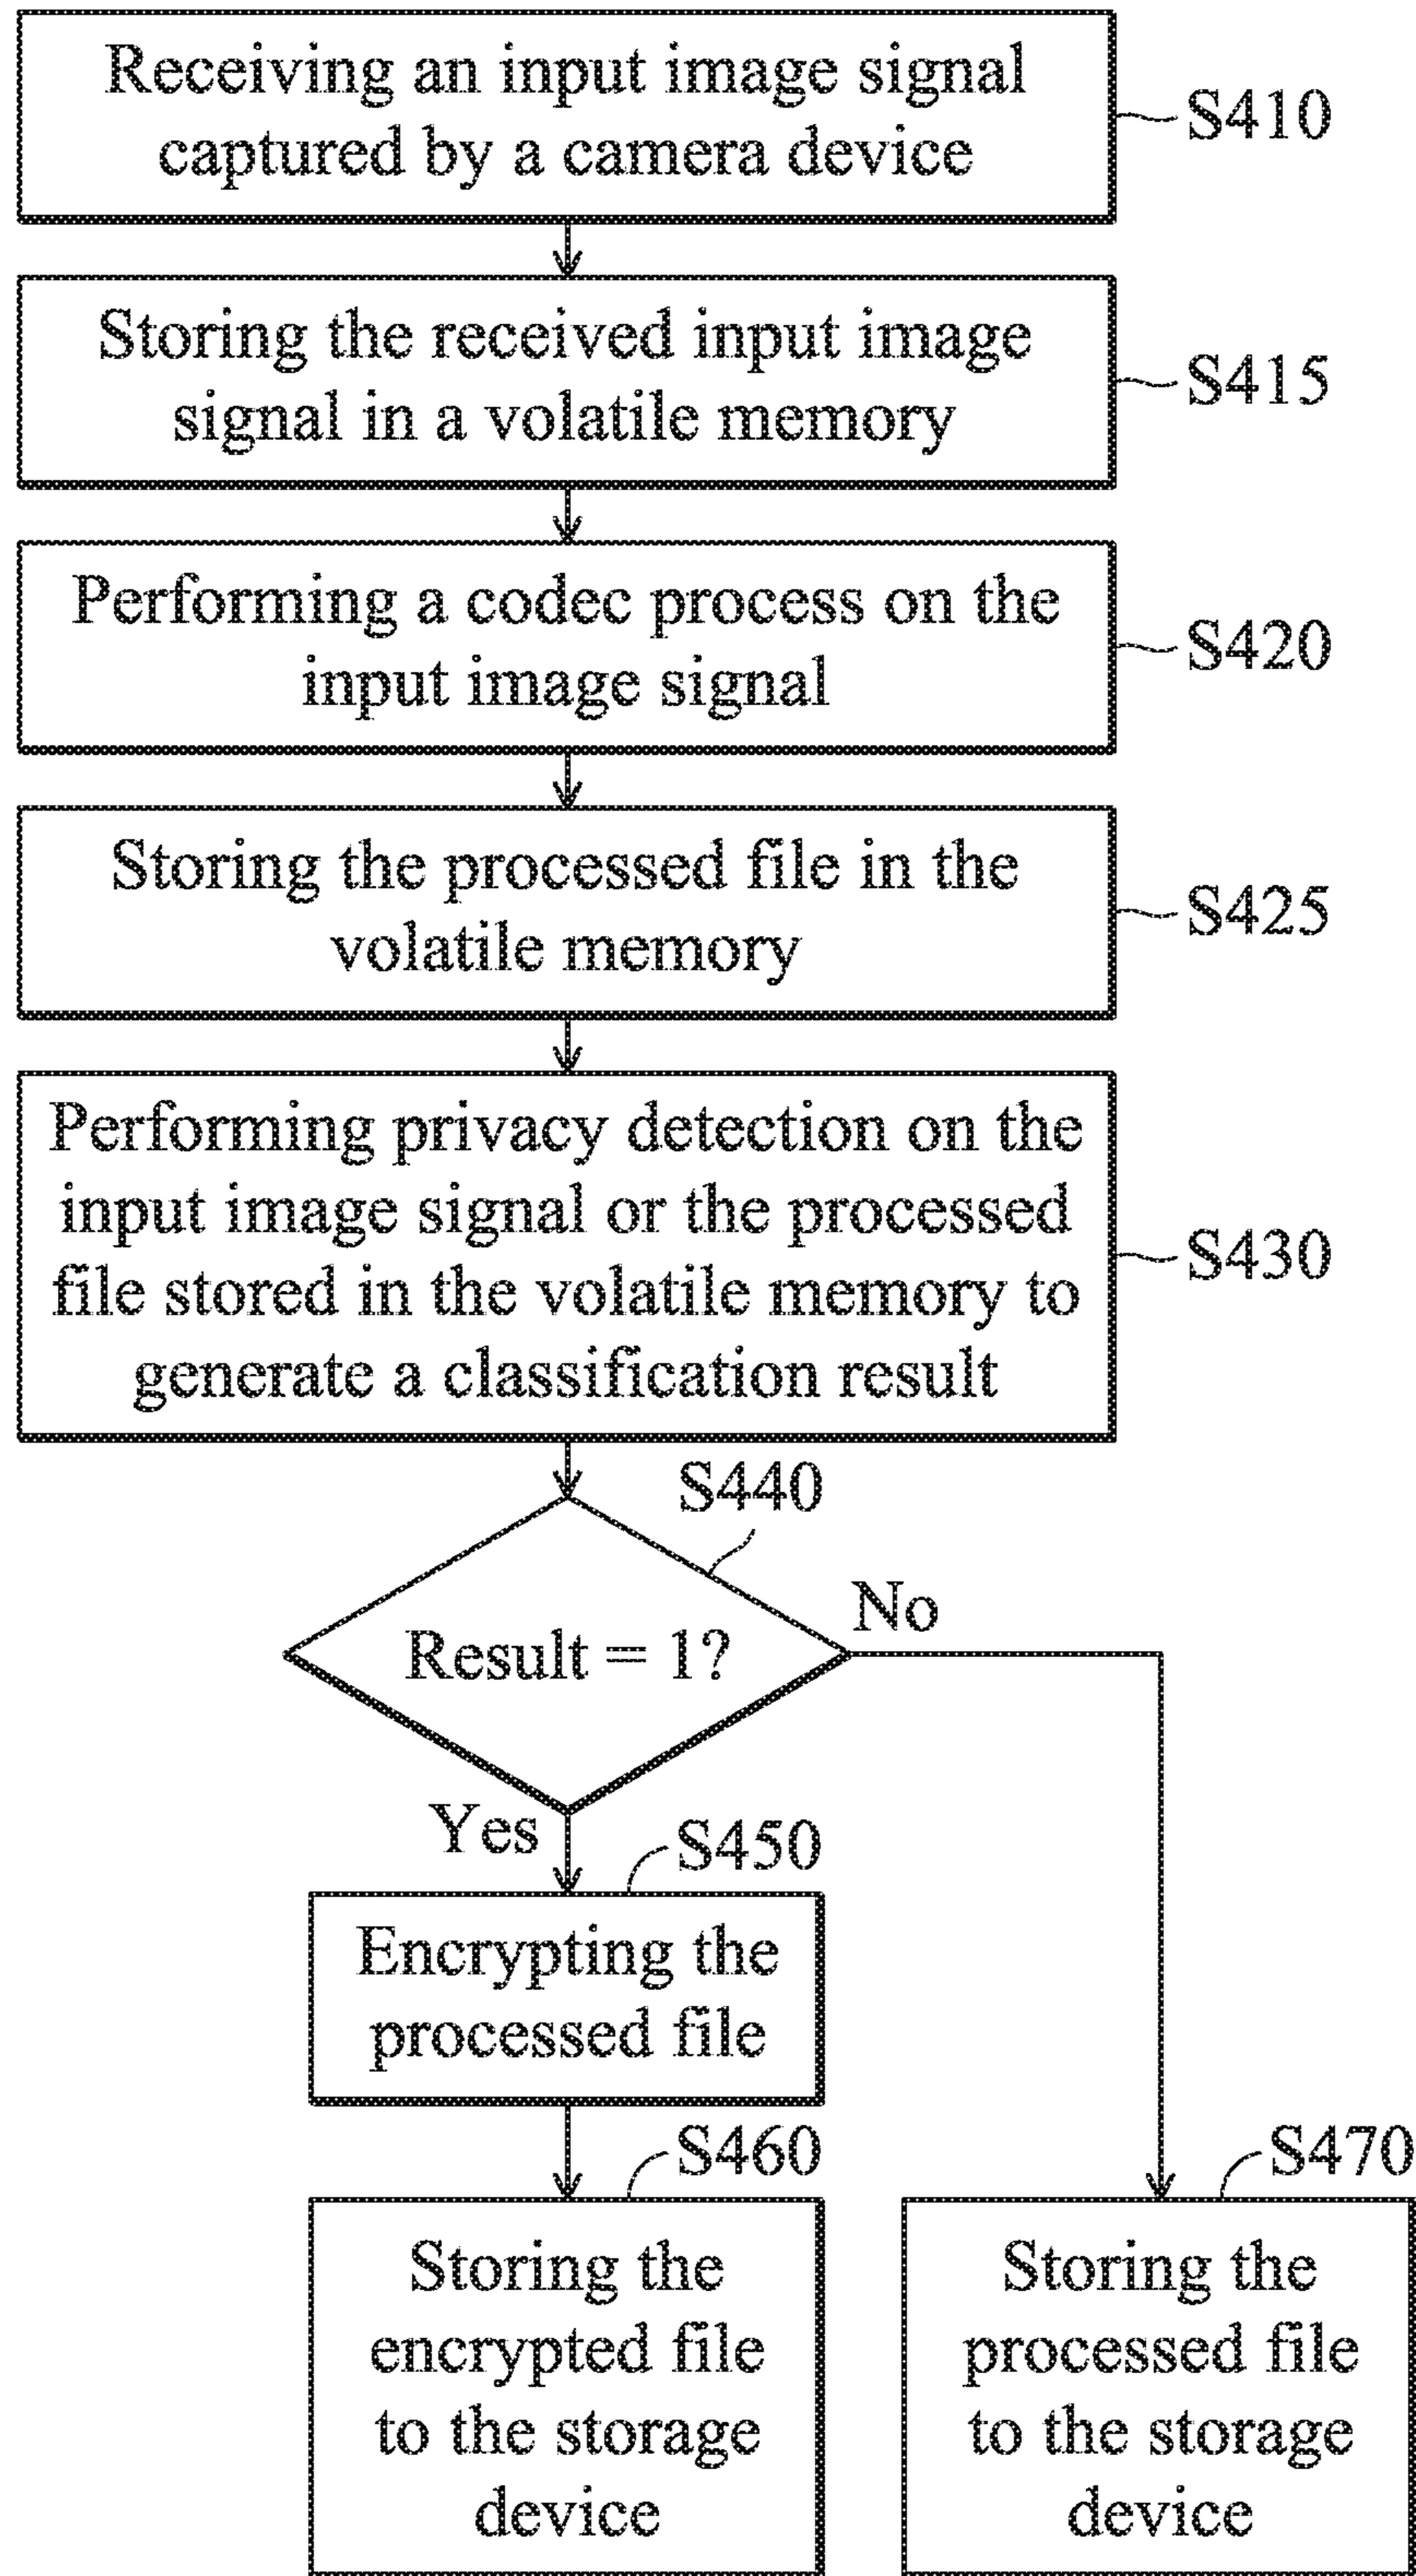 Receiving an input image signal
captured by a camera device
S410
Storing the received input image
signal in a volatile memory
S415
Performing a codec process on the
input image signal
S420
Storing the processed file in the
volatile memory
S425
Performing privacy detection on the
input image signal or the processed
file stored in the volatile memory to
generate a classification result
S430
S440
Result = 1?
No
Yes
S450
Encrypting the
processed file
S460
Storing the
encrypted file
to the storage
device
S470
Storing the
processed file
to the storage
device